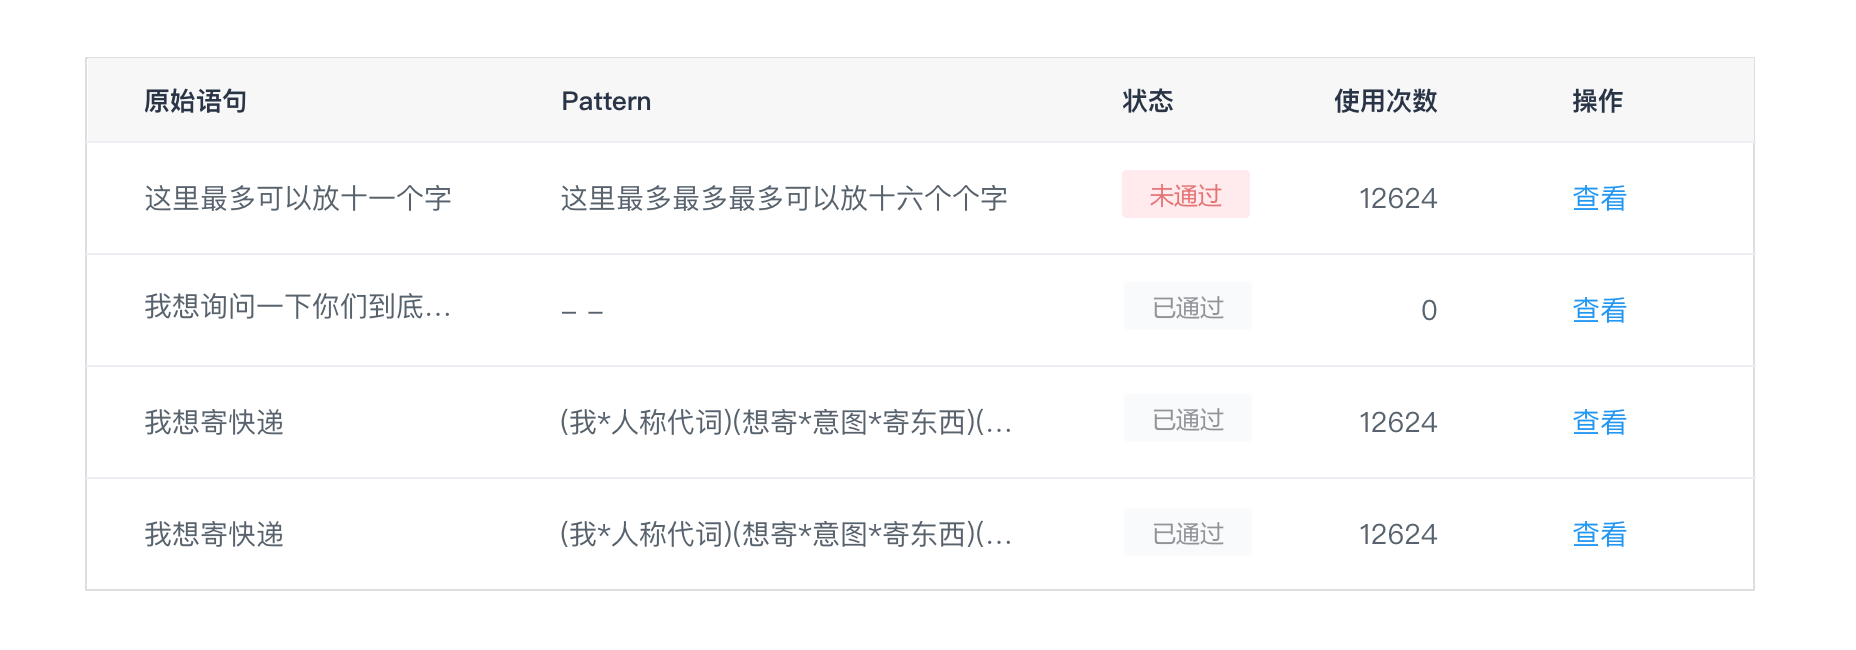 原始语句 Pattern 状态 使用次数 操作
这里最多可以放十一个字 这里最多最多最多可以放十六个个字 未通过 12624 查看
我想询问一下你们到底... – – 已通过 0 查看
我想寄快递 (我*人称代词)(想寄*意图*寄东西)(... 已通过 12624 查看
我想寄快递 (我*人称代词)(想寄*意图*寄东西)(... 已通过 12624 查看